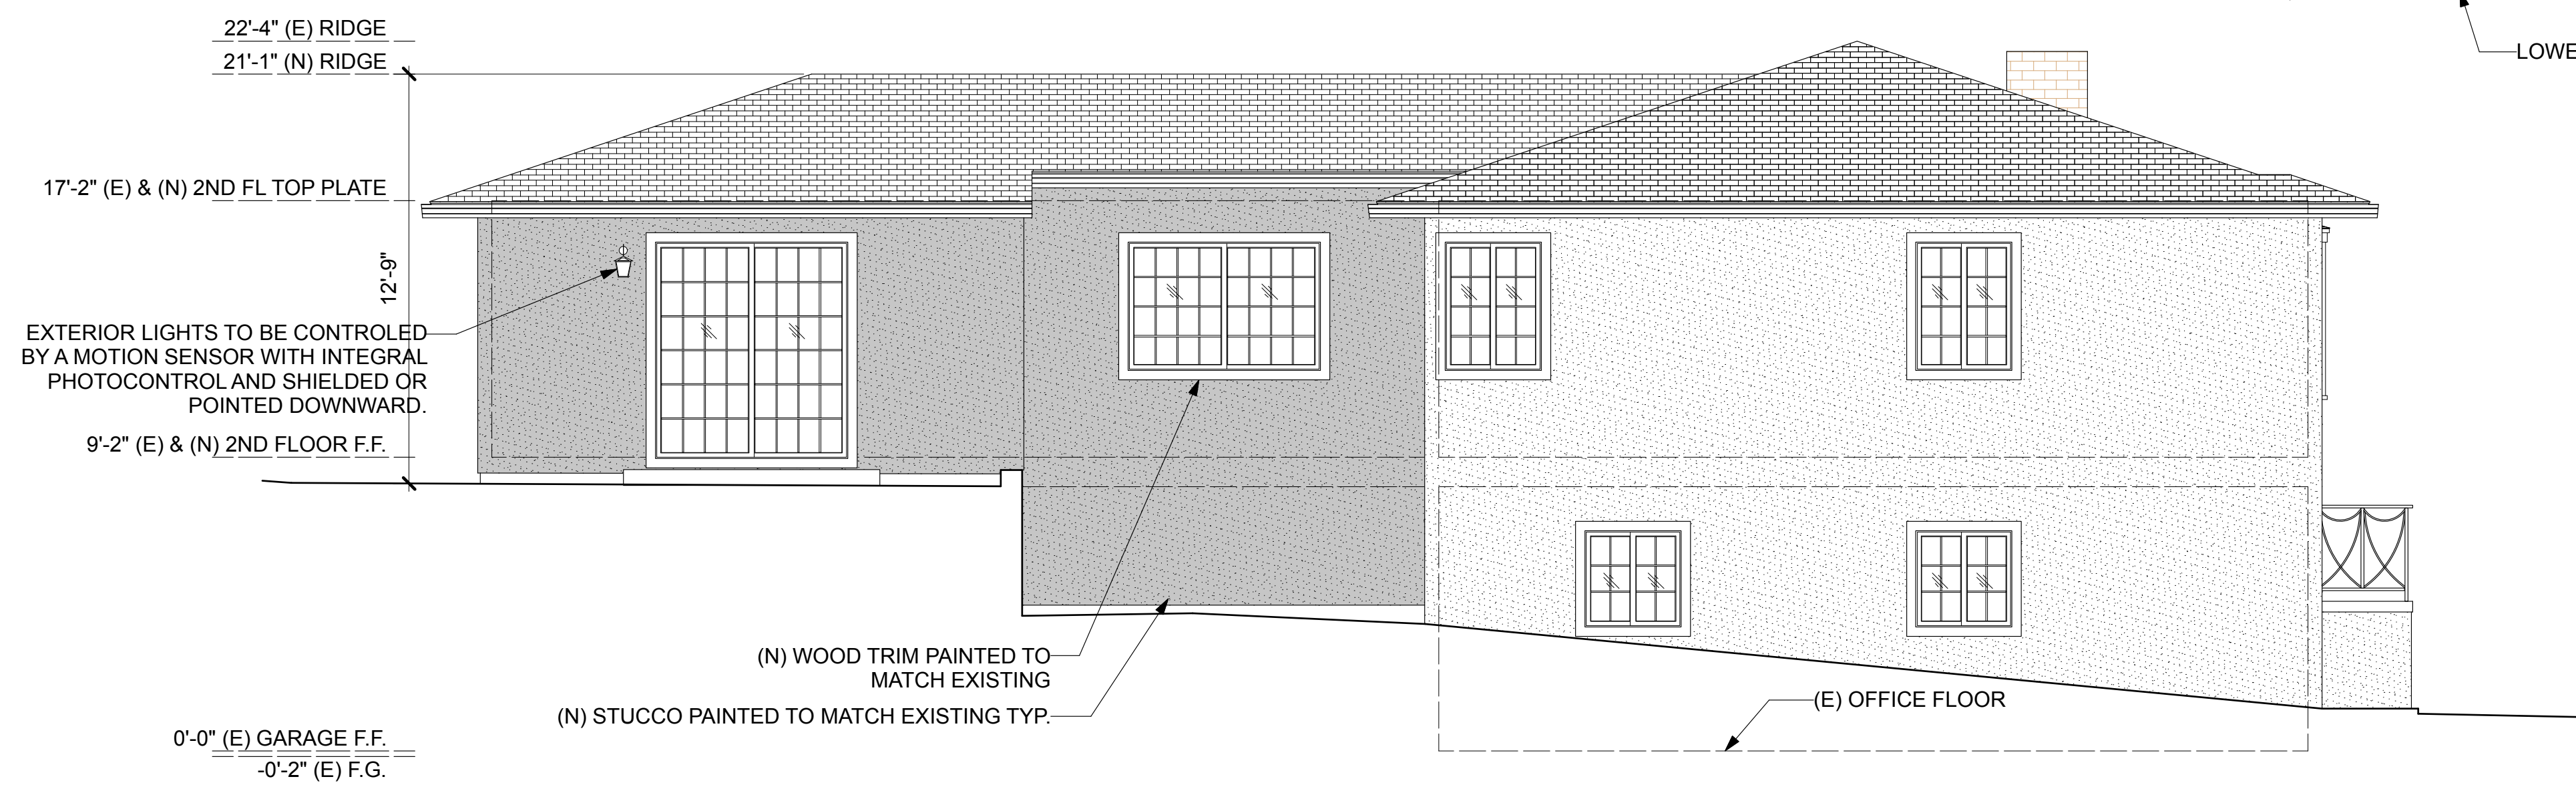 22'-4" (E) RIDGE
21'-1" (N) RIDGE
LOWE
17'-2" (E) & (N) 2ND FL TOP PLATE
12'-9"
EXTERIOR LIGHTS TO BE CONTROLED
BY A MOTION SENSOR WITH INTEGRAL
PHOTOCONTROL AND SHIELDED OR
POINTED DOWNWARD.
9'-2" (E) & (N) 2ND FLOOR F.F.
(N) WOOD TRIM PAINTED TO
MATCH EXISTING
(N) STUCCO PAINTED TO MATCH EXISTING TYP.
(E) OFFICE FLOOR
0'-0" (E) GARAGE F.F.
-0'-2" (E) F.G.